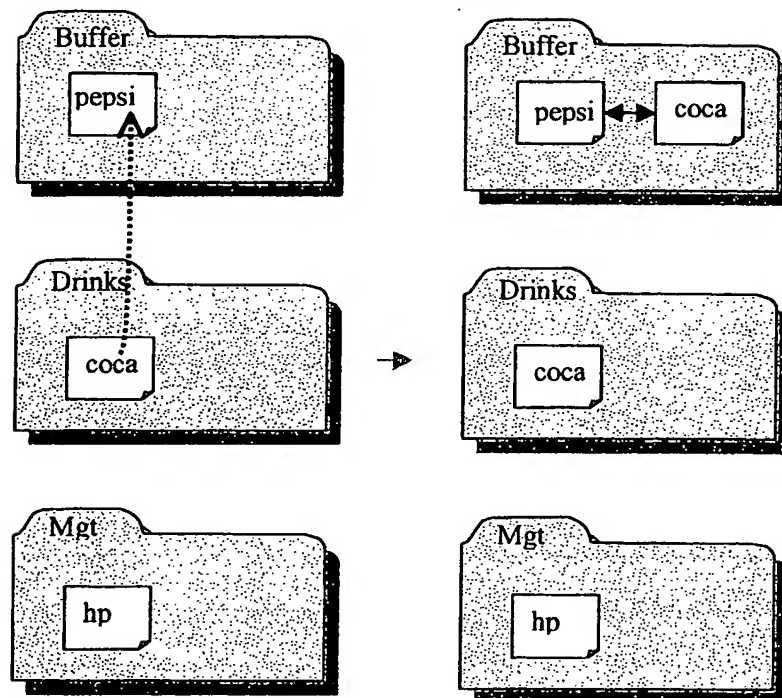 Buffer
pepsi
Drinks
coca
Mgt
hp
Buffer
pepsi
coca
Drinks
coca
Mgt
hp